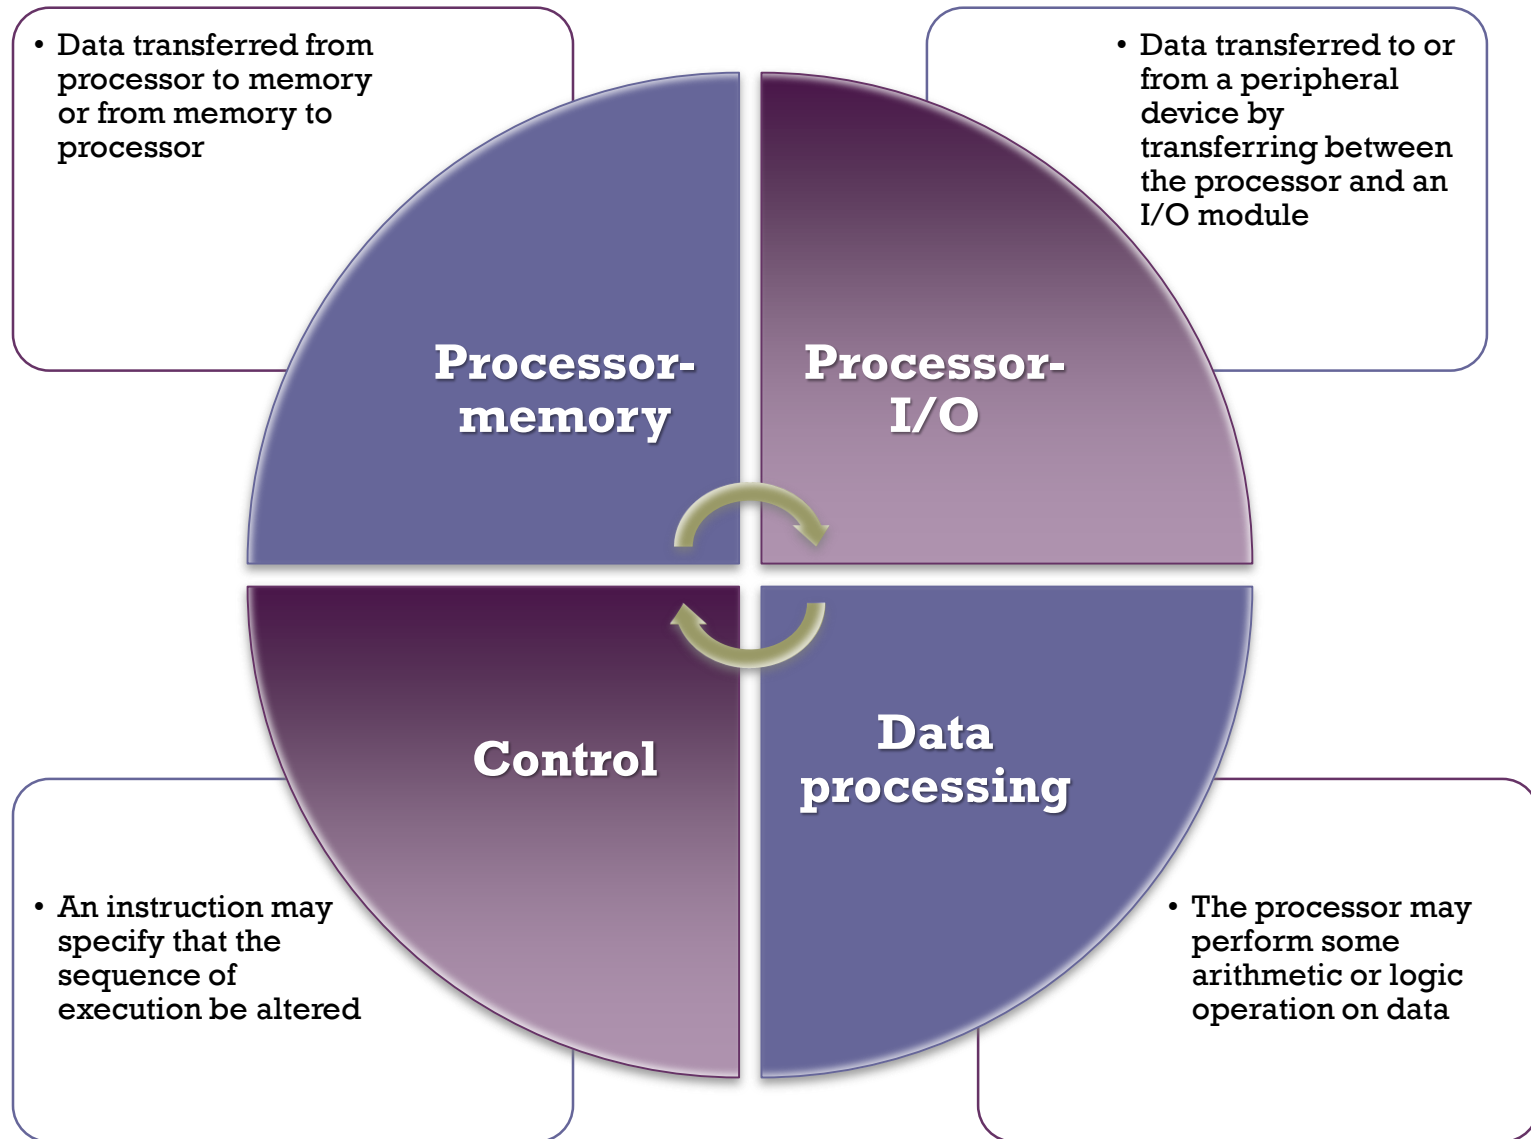 • Data transferred from
processor to memory
or from memory to
processor
• Data transferred to or
from a peripheral
device by
transferring between
the processor and an
I/O module
Processor-
memory
Processor-
I/O
Control
Data
processing
• An instruction may
specify that the
sequence of
execution be altered
• The processor may
perform some
arithmetic or logic
operation on data